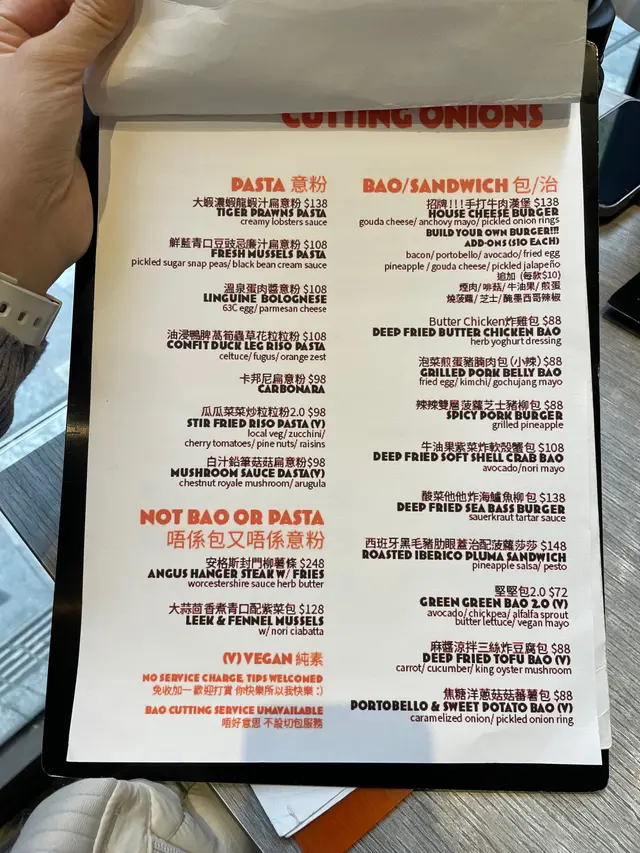 CUTTING ONIONS
PASTA 意粉
大蝦濃蝦龍蝦汁扁意粉 $138
TIGER PRAWNS PASTA
creamy lobsters sauce
鮮藍青口豆豉忌廉汁扁意粉 $108
FRESH MUSSELS PASTA
pickled sugar snap peas/ black bean cream sauce
溫泉蛋肉醬意粉 $108
LINGUINE BOLOGNESE
63C egg/ parmesan cheese
油浸鴨脾萵筍蟲草花粒粒粉 $108
CONFIT DUCK LEG RISO PASTA
celtuce/ fugus/ orange zest
卡邦尼扁意粉 $98
CARBONARA
瓜瓜菜菜炒粒粒粉2.0 $98
STIR FRIED RISO PASTA (V)
local veg/ zucchini/
cherry tomatoes/ pine nuts/ raisins
白汁鉛筆菇菇扁意粉$98
MUSHROOM SAUCE DASTA(V)
chestnut royale mushroom/ arugula
NOT BAO OR PASTA
唔係包又唔係意粉
安格斯封門柳薯條 $248
ANGUS HANGER STEAK W/ FRIES
worcestershire sauce herb butter
大蒜茴香煮青口配紫菜包 $128
LEEK & FENNEL MUSSELS
w/ nori ciabatta
(V) VEGAN 純素
NO SERVICE CHARGE, TIPS WELCOMED
免收加一 歡迎打賞 你快樂所以我快樂 :)
BAO CUTTING SERVICE UNAVAILABLE
唔好意思 不設切包服務
BAO/SANDWICH 包/治
招牌!!!手打牛肉漢堡 $138
HOUSE CHEESE BURGER
gouda cheese/ anchovy mayo/ pickled onion rings
BUILD YOUR OWN BURGER!!!
ADD-ONS ($10 EACH)
bacon/ portobello/ avocado/ fried egg
pineapple / gouda cheese/ pickled jalapeño
追加 (每款$10)
煙肉/ 啡菇/ 牛油果/ 煎蛋
燒菠蘿/ 芝士/ 醃墨西哥辣椒
Butter Chicken炸雞包 $88
DEEP FRIED BUTTER CHICKEN BAO
herb yoghurt dressing
泡菜煎蛋豬腩肉包 (小辣) $88
GRILLED PORK BELLY BAO
fried egg/ kimchi/ gochujang mayo
辣辣雙層菠蘿芝士豬柳包 $88
SPICY PORK BURGER
grilled pineapple
牛油果紫菜炸軟殼蟹包 $108
DEEP FRIED SOFT SHELL CRAB BAO
avocado/nori mayo
酸菜他他炸海鱸魚柳包 $138
DEEP FRIED SEA BASS BURGER
sauerkraut tartar sauce
西班牙黑毛豬肋眼蓋治配菠蘿莎莎 $148
ROASTED IBERICO PLUMA SANDWICH
pineapple salsa/ pesto
堅堅包2.0 $72
GREEN GREEN BAO 2.0 (V)
avocado/ chickpea/ alfalfa sprout
butter lettuce/ vegan mayo
麻醬涼拌三絲炸豆腐包 $88
DEEP FRIED TOFU BAO (V)
carrot/ cucumber/ king oyster mushroom
焦糖洋蔥菇菇蕃薯包 $88
PORTOBELLO & SWEET POTATO BAO (V)
caramelized onion/ pickled onion ring